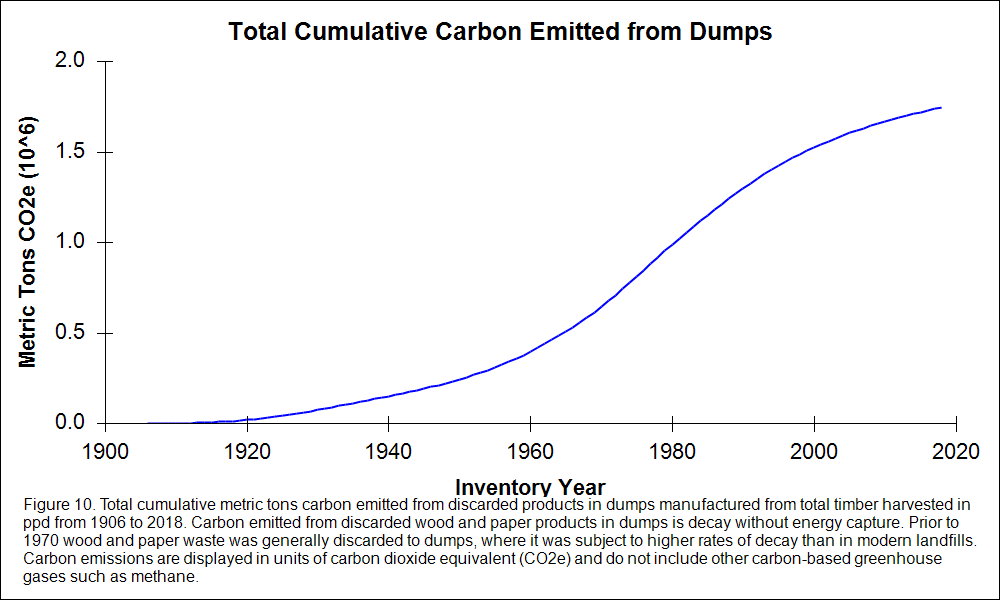 Total Cumulative Carbon Emitted from Dumps
2.0
1.5
1.0
0.5
0.0
Metric Tons CO2e (10^6)
1900 1920 1940 1960 1980 2000 2020
Inventory Year
Figure 10. Total cumulative metric tons carbon emitted from discarded products in dumps manufactured from total timber harvested in
ppd from 1906 to 2018. Carbon emitted from discarded wood and paper products in dumps is decay without energy capture. Prior to
1970 wood and paper waste was generally discarded to dumps, where it was subject to higher rates of decay than in modern landfills.
Carbon emissions are displayed in units of carbon dioxide equivalent (CO2e) and do not include other carbon-based greenhouse
gases such as methane.